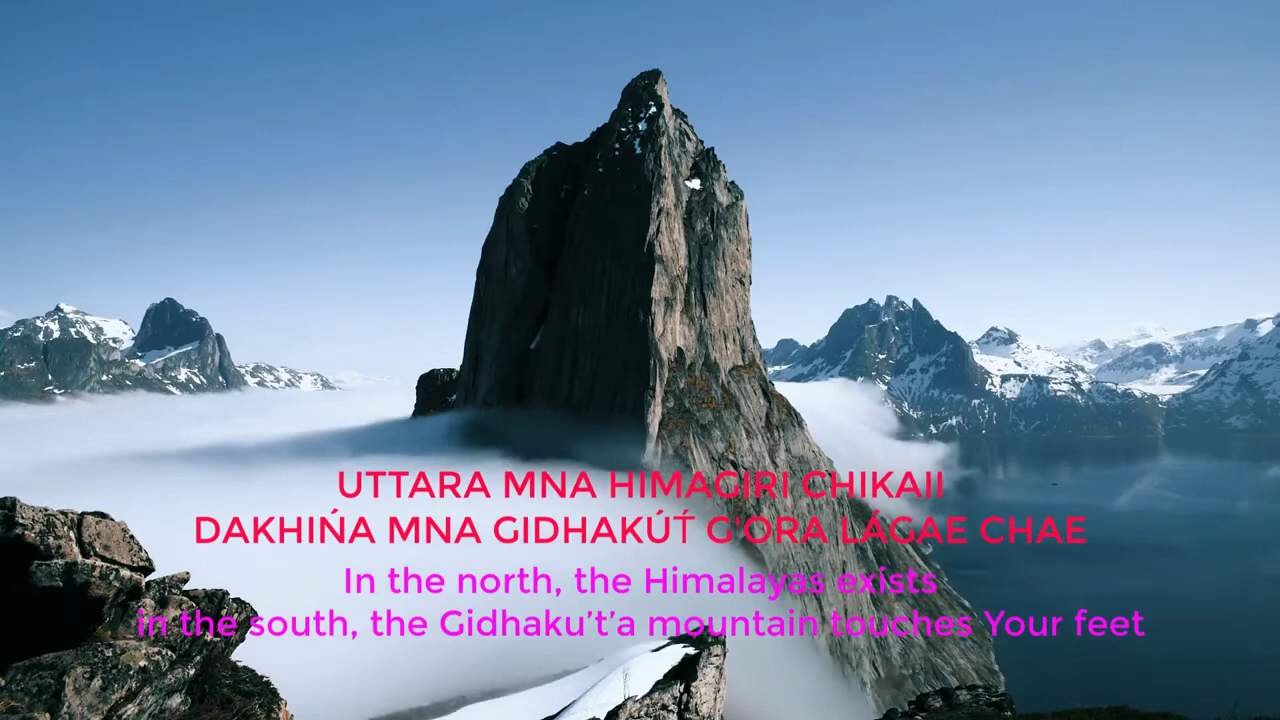 UTTARA MNA HIMAGIRI CHIKAII
DAKHIŃA MNA GIDHAKÚT́ G'ORA LÁGAE CHAE
In the north, the Himalayas exists
in the south, the Gidhaku’t’a mountain touches Your feet